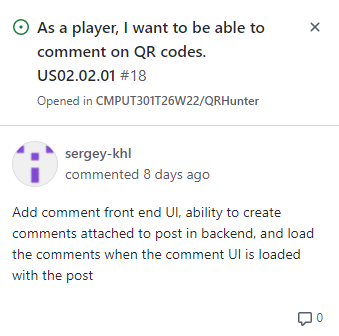 As a player, I want to be able to
comment on QR codes.
US02.02.01 #18
Opened in CMPUT301T26W22/QRHunter
sergey-khl
commented 8 days ago
Add comment front end UI, ability to create
comments attached to post in backend, and load
the comments when the comment UI is loaded
with the post
0